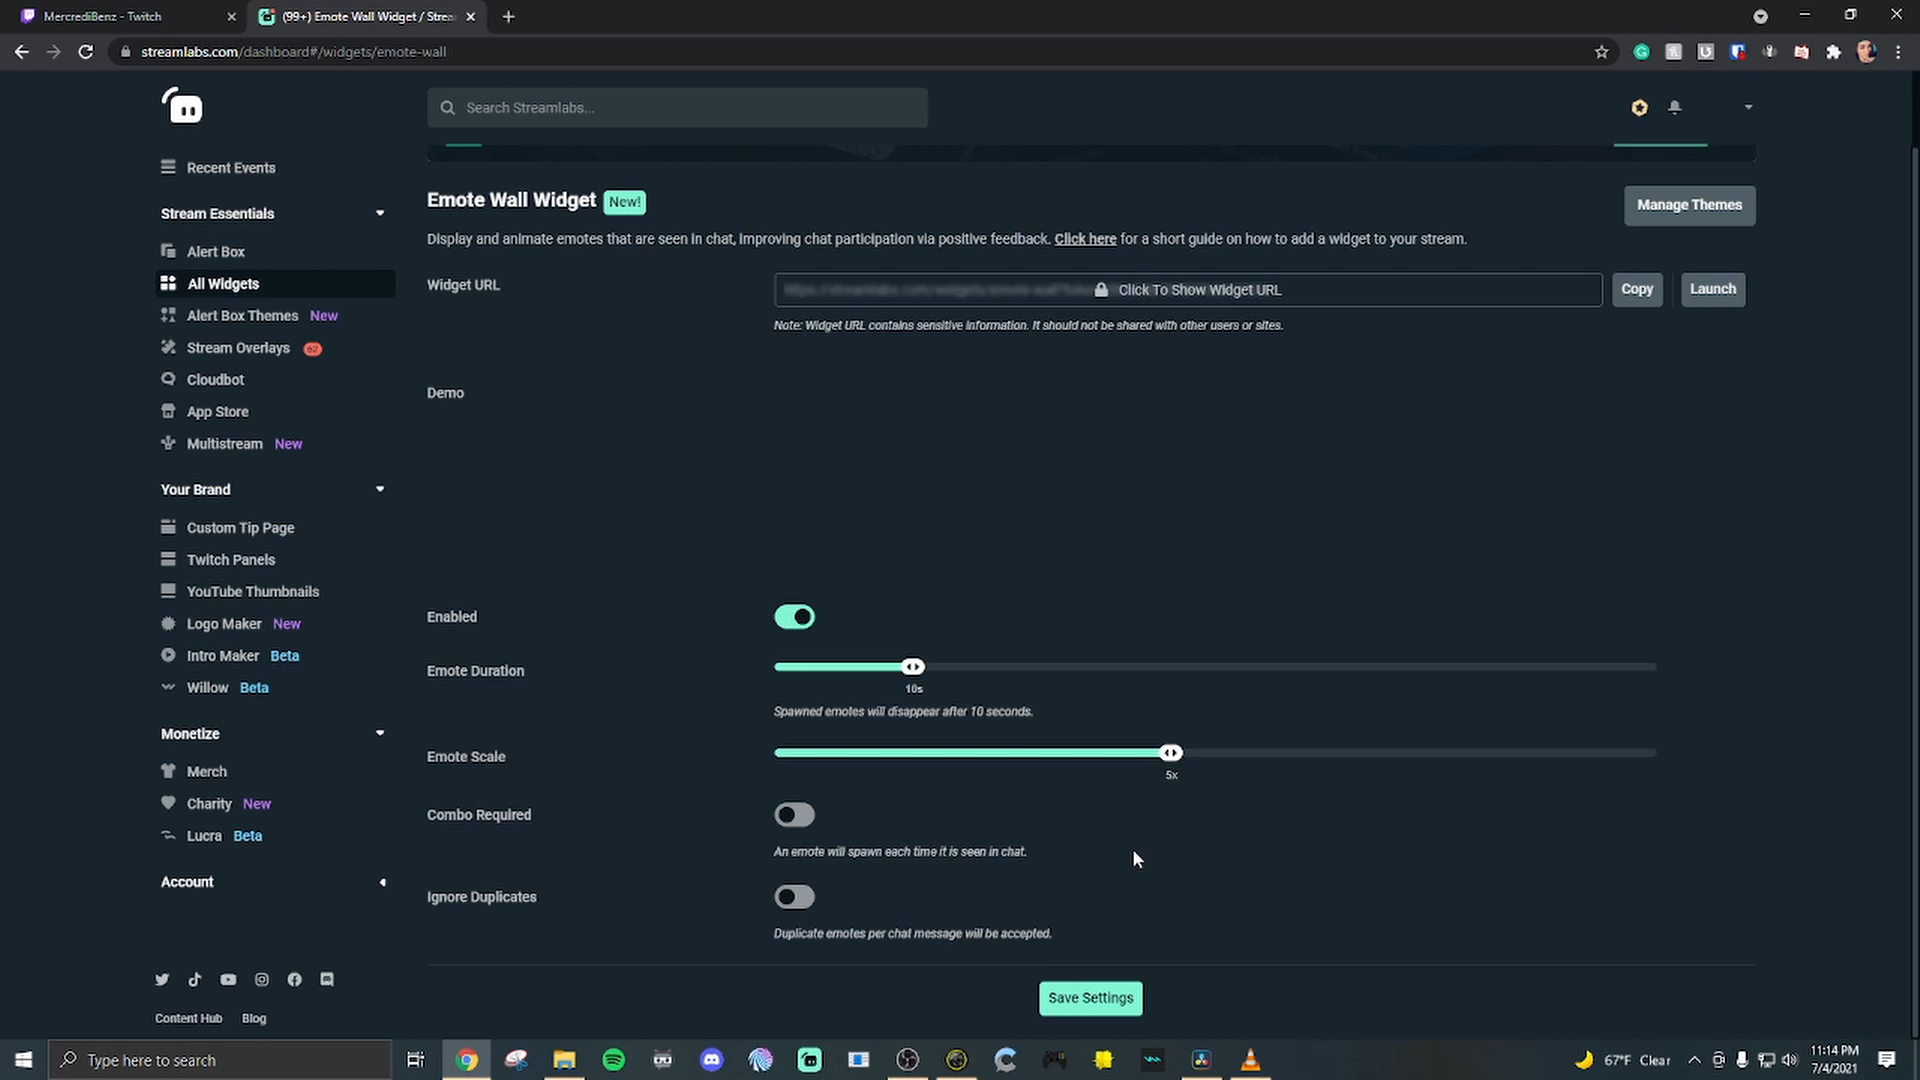 MercrediBenz - Twitch
(99+) Emote Wall Widget / Strea
streamlabs.com/dashboard#/widgets/emote-wall
Search Streamlabs...
Recent Events
Stream Essentials
Alert Box
All Widgets
Alert Box Themes New
Stream Overlays 62
Cloudbot
App Store
Multistream New
Your Brand
Custom Tip Page
Twitch Panels
YouTube Thumbnails
Logo Maker New
Intro Maker Beta
Willow Beta
Monetize
Merch
Charity New
Lucra Beta
Account
Content Hub Blog
Emote Wall Widget New!
Manage Themes
Display and animate emotes that are seen in chat, improving chat participation via positive feedback. Click here for a short guide on how to add a widget to your stream.
Widget URL
Click To Show Widget URL
Copy
Launch
Note: Widget URL contains sensitive information. It should not be shared with other users or sites.
Demo
Enabled
Emote Duration
10s
Spawned emotes will disappear after 10 seconds.
Emote Scale
5x
Combo Required
An emote will spawn each time it is seen in chat.
Ignore Duplicates
Duplicate emotes per chat message will be accepted.
Save Settings
Type here to search
67°F Clear
11:14 PM
7/4/2021